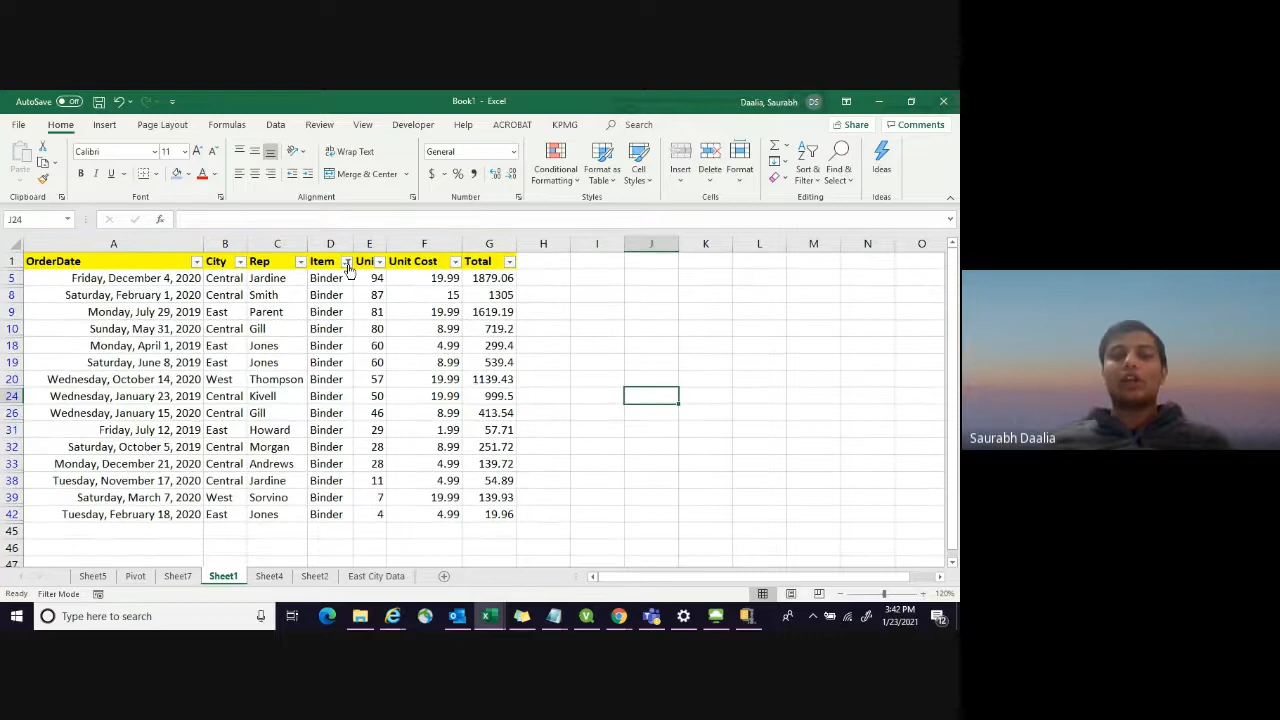 AutoSave Off Book1 - Excel Daalia, Saurabh DS
File Home Insert Page Layout Formulas Data Review View Developer Help ACROBAT KPMG Search Share Comments
Calibri 11 A A ab Wrap Text General Conditional Formatting Format as Table Cell Styles Insert Delete Format Sort & Filter Find & Select Ideas
Paste B I U A Merge & Center $ % ,
Clipboard Font Alignment Number Styles Cells Editing Ideas
J24 fx
A B C D E F G H I J K L M N O
1 OrderDate City Rep Item Uni Unit Cost Total
5 Friday, December 4, 2020 Central Jardine Binder 94 19.99 1879.06
8 Saturday, February 1, 2020 Central Smith Binder 87 15 1305
9 Monday, July 29, 2019 East Parent Binder 81 19.99 1619.19
10 Sunday, May 31, 2020 Central Gill Binder 80 8.99 719.2
18 Monday, April 1, 2019 East Jones Binder 60 4.99 299.4
19 Saturday, June 8, 2019 East Jones Binder 60 8.99 539.4
20 Wednesday, October 14, 2020 West Thompson Binder 57 19.99 1139.43
24 Wednesday, January 23, 2019 Central Kivell Binder 50 19.99 999.5
26 Wednesday, January 15, 2020 Central Gill Binder 46 8.99 413.54
31 Friday, July 12, 2019 East Howard Binder 29 1.99 57.71
32 Saturday, October 5, 2019 Central Morgan Binder 28 8.99 251.72
33 Monday, December 21, 2020 Central Andrews Binder 28 4.99 139.72
38 Tuesday, November 17, 2020 Central Jardine Binder 11 4.99 54.89
39 Saturday, March 7, 2020 West Sorvino Binder 7 19.99 139.93
42 Tuesday, February 18, 2020 East Jones Binder 4 4.99 19.96
45
46
47
Sheet5 Pivot Sheet7 Sheet1 Sheet4 Sheet2 East City Data
Ready Filter Mode 120%
Type here to search 3:42 PM
1/23/2021 12
Saurabh Daalia